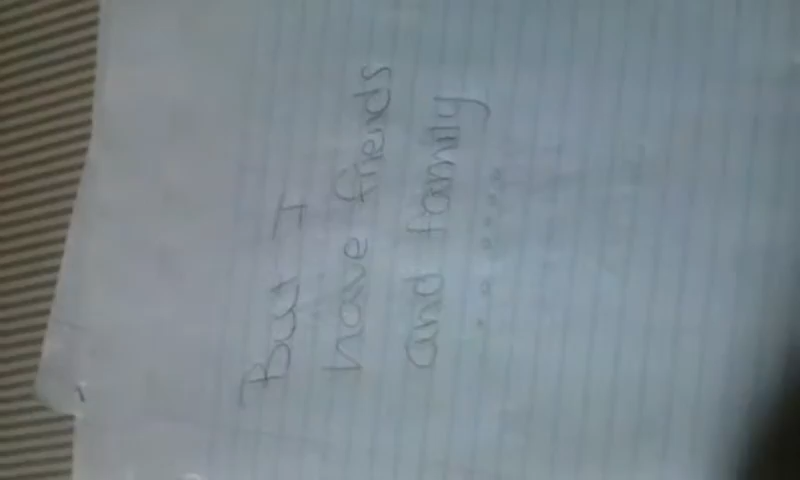 But I
have friends
and family
.........